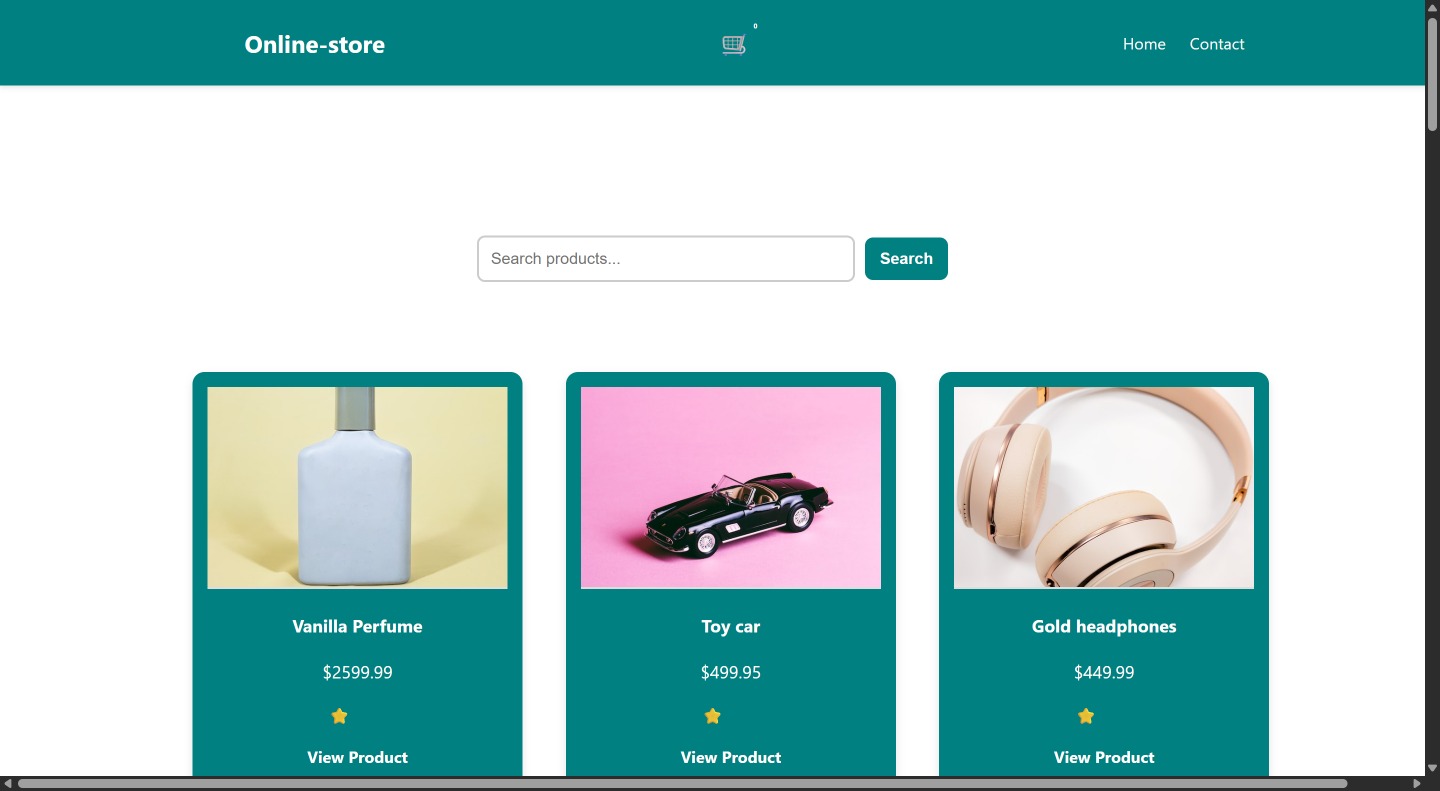 Online-store
0
Home Contact
Search products...
Search
Vanilla Perfume
$2599.99
View Product
Toy car
$499.95
View Product
Gold headphones
$449.99
View Product